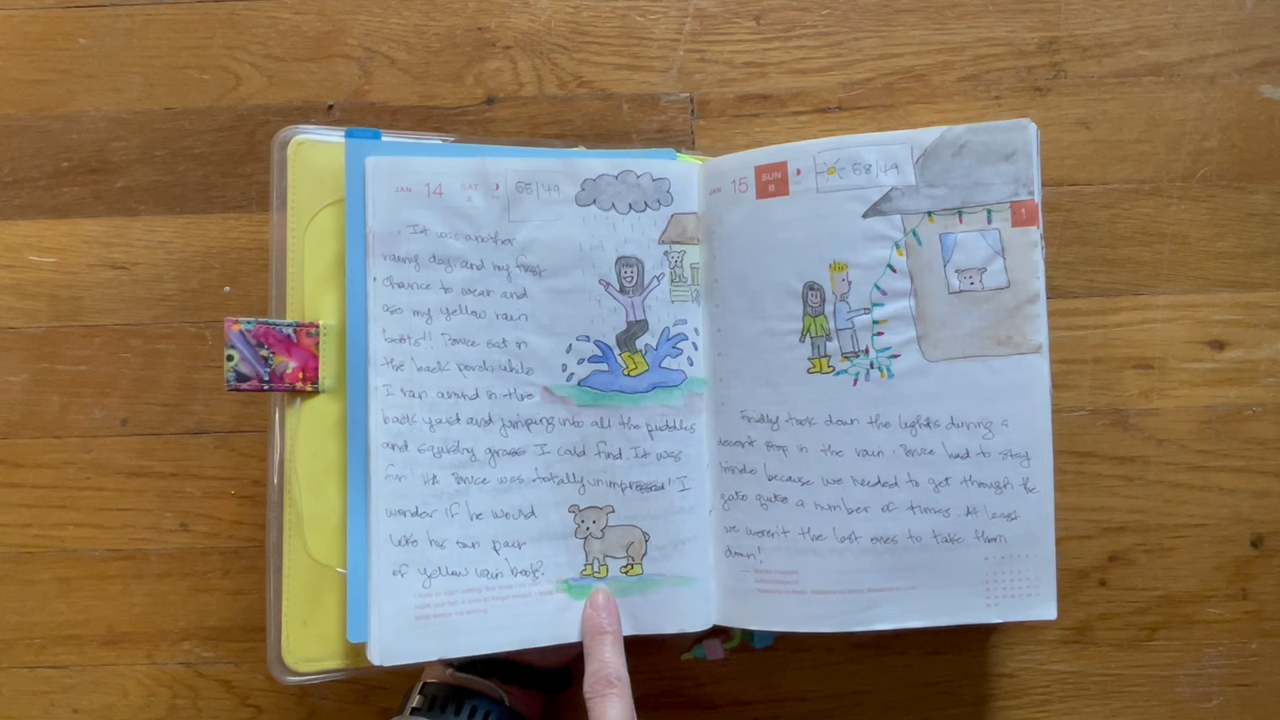 JAN 14 SAT
55/49
It was another
rainy day, and my first
chance to wear and
my yellow rain
boots!! Bruce sat on
the back porch while
I ran around in the
back yard and jumping into all the puddles
and squishy grass I could find. It was
fun! HA Bruce was totally unimpressed! I
wonder if he would
like his own pair
of yellow rain boots?
JAN 15 SUN
58/49
1
Finally took down the lights during a
decent stop in the rain. Bruce had to stay
inside because we needed to get through the
gate quite a number of times. At least
we weren't the last ones to take them
down!